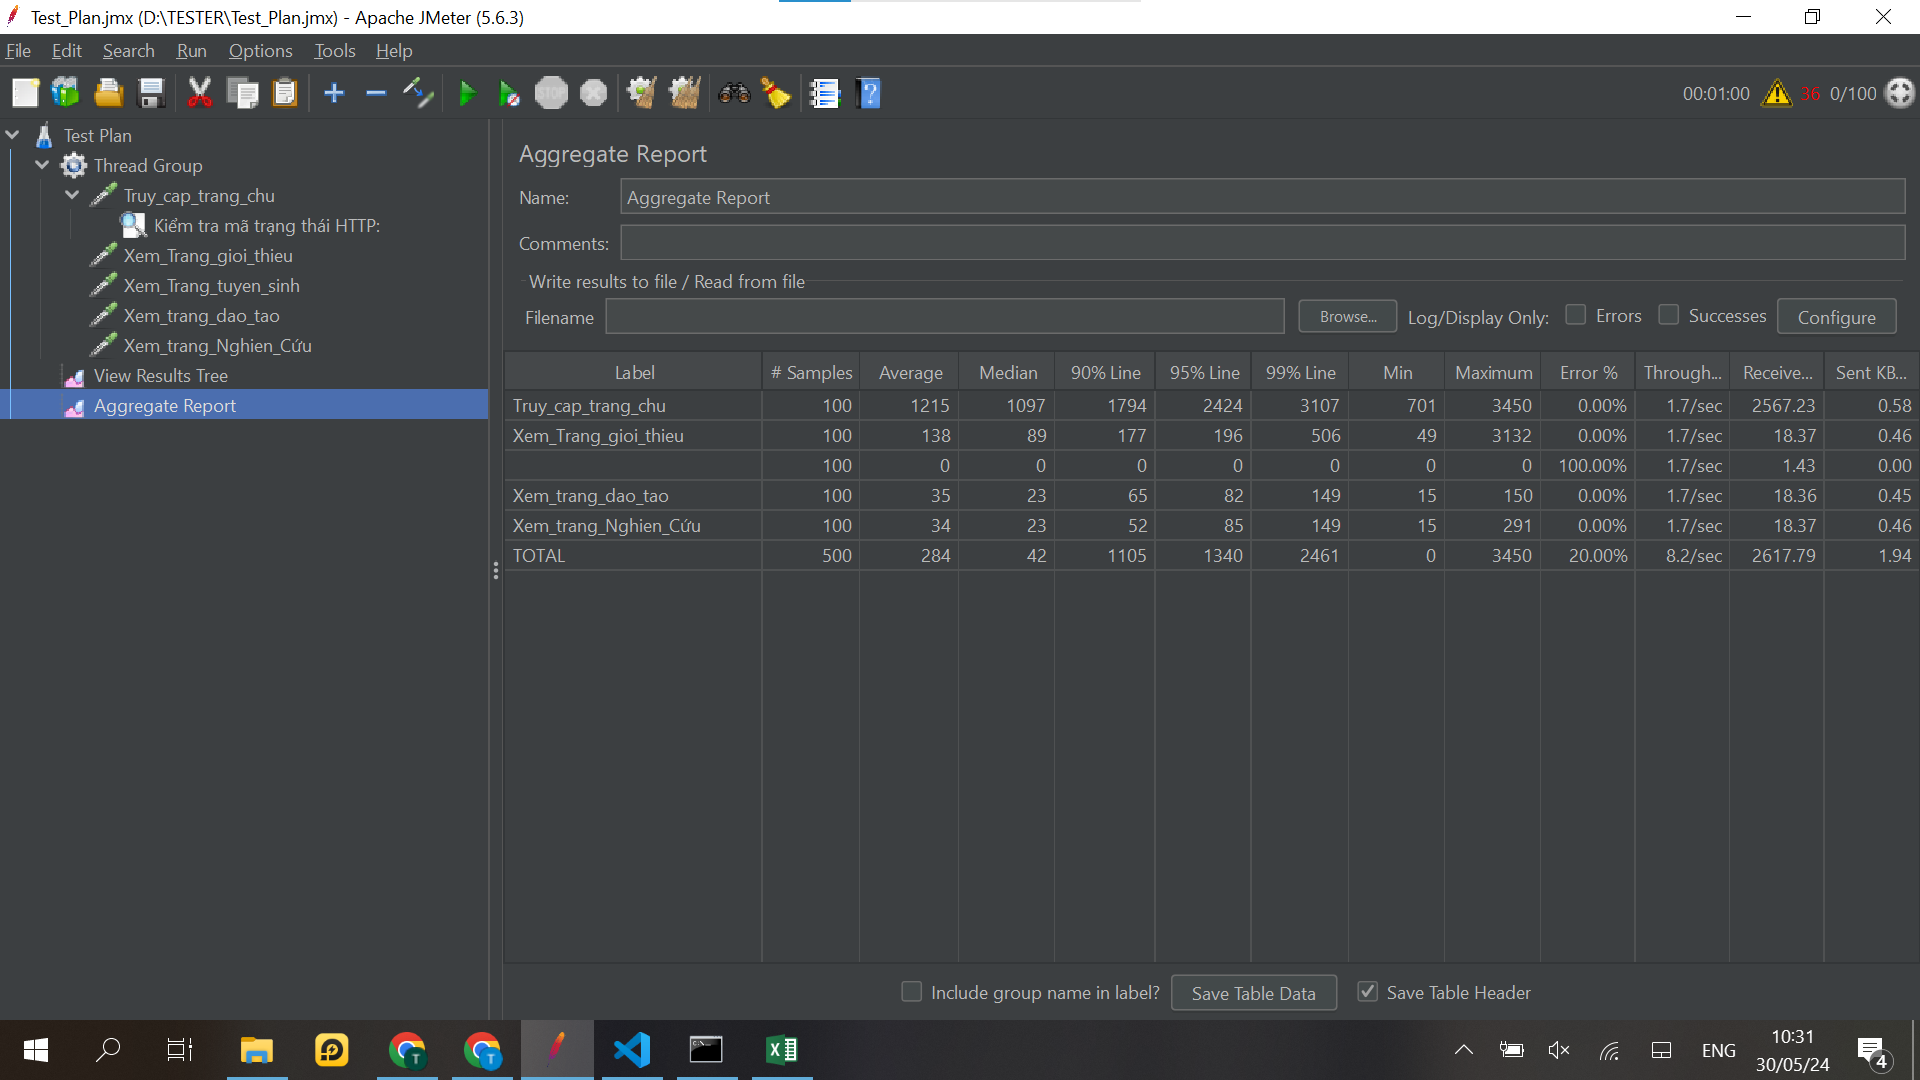 Test_Plan.jmx (D:\TESTER\Test_Plan.jmx) - Apache JMeter (5.6.3)
File Edit Search Run Options Tools Help
STOP ? 00:01:00 36 0/100
Test Plan
Thread Group
Truy_cap_trang_chu
Kiểm tra mã trạng thái HTTP:
Xem_Trang_gioi_thieu
Xem_Trang_tuyen_sinh
Xem_trang_dao_tao
Xem_trang_Nghien_Cứu
View Results Tree
Aggregate Report
Aggregate Report
Name: Aggregate Report
Comments:
Write results to file / Read from file
Filename Browse... Log/Display Only: Errors Successes Configure
Label # Samples Average Median 90% Line 95% Line 99% Line Min Maximum Error % Through... Receive... Sent KB...
Truy_cap_trang_chu 100 1215 1097 1794 2424 3107 701 3450 0.00% 1.7/sec 2567.23 0.58
Xem_Trang_gioi_thieu 100 138 89 177 196 506 49 3132 0.00% 1.7/sec 18.37 0.46
100 0 0 0 0 0 0 0 100.00% 1.7/sec 1.43 0.00
Xem_trang_dao_tao 100 35 23 65 82 149 15 150 0.00% 1.7/sec 18.36 0.45
Xem_trang_Nghien_Cứu 100 34 23 52 85 149 15 291 0.00% 1.7/sec 18.37 0.46
TOTAL 500 284 42 1105 1340 2461 0 3450 20.00% 8.2/sec 2617.79 1.94
Include group name in label? Save Table Data Save Table Header
T T ENG 10:31
30/05/24 4